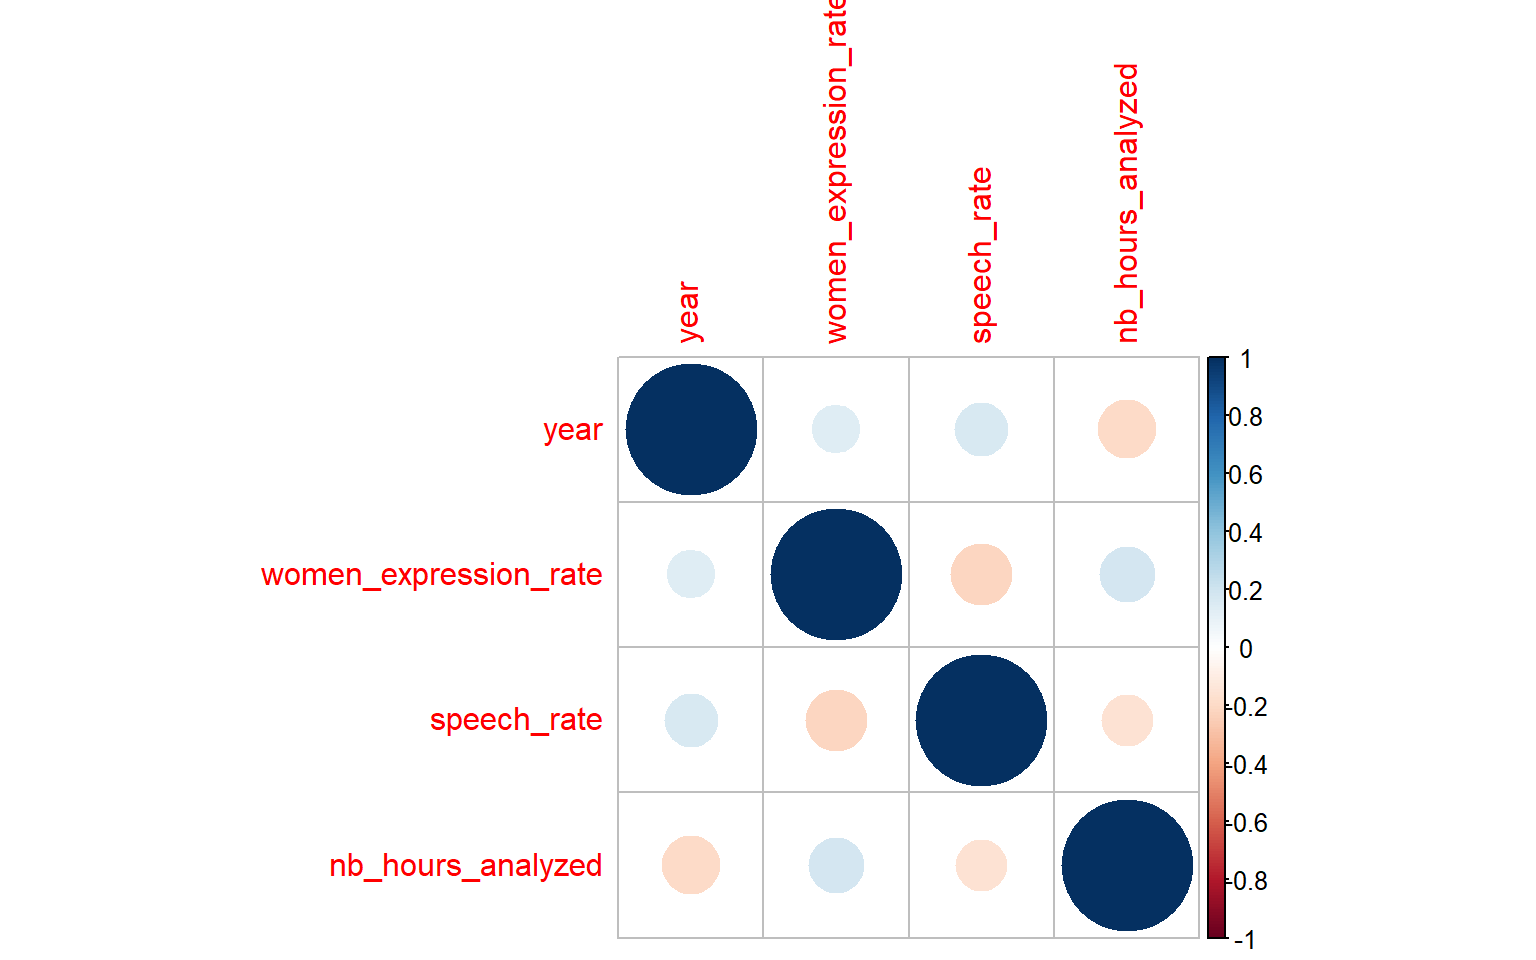 year
women_expression_rate
speech_rate
nb_hours_analyzed
year
women_expression_rate
speech_rate
nb_hours_analyzed
1
0.8
0.6
0.4
0.2
0
-0.2
-0.4
-0.6
-0.8
-1